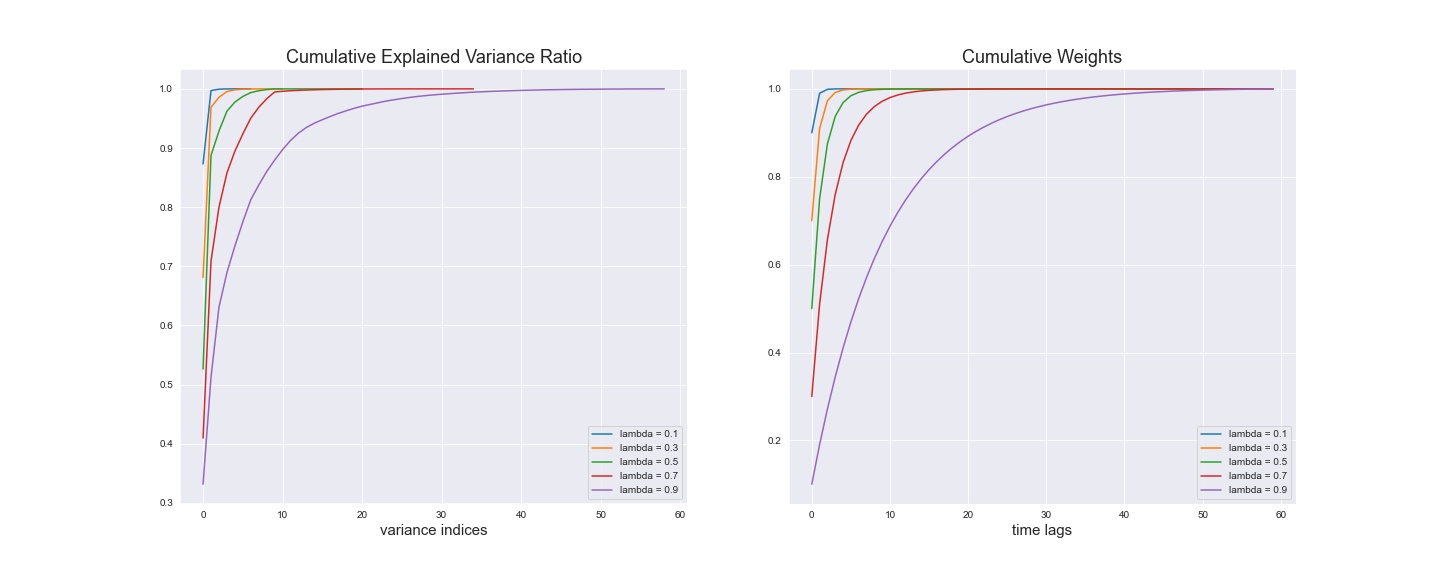 Cumulative Explained Variance Ratio
1.0
0.9
0.8
0.7
0.6
0.5
0.4
0.3
0 10 20 30 40 50 60
variance indices
lambda = 0.1
lambda = 0.3
lambda = 0.5
lambda = 0.7
lambda = 0.9
Cumulative Weights
1.0
0.8
0.6
0.4
0.2
0 10 20 30 40 50 60
time lags
lambda = 0.1
lambda = 0.3
lambda = 0.5
lambda = 0.7
lambda = 0.9